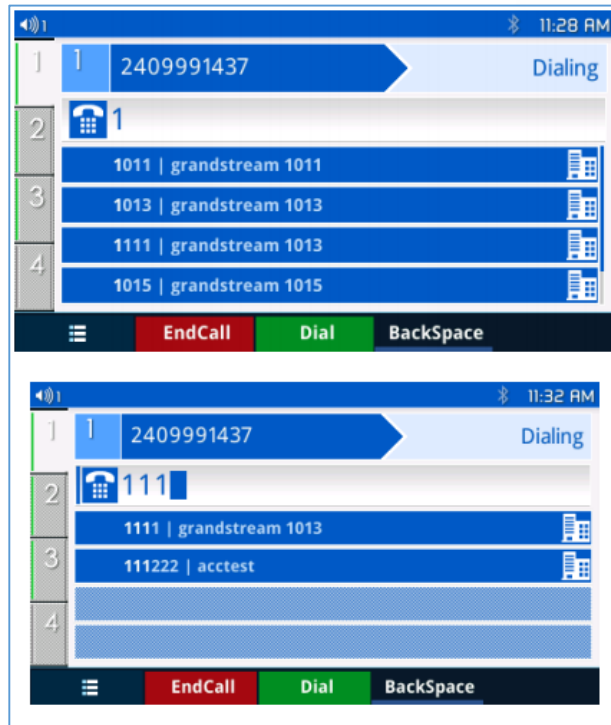 1 11:28 AM
1 1 2409991437 Dialing
1
2
1011 | grandstream 1011
1013 | grandstream 1013
3
1111 | grandstream 1013
4
1015 | grandstream 1015
EndCall Dial BackSpace
1 11:32 AM
1 1 2409991437 Dialing
111
2
1111 | grandstream 1013
111222 | acctest
3
4
EndCall Dial BackSpace